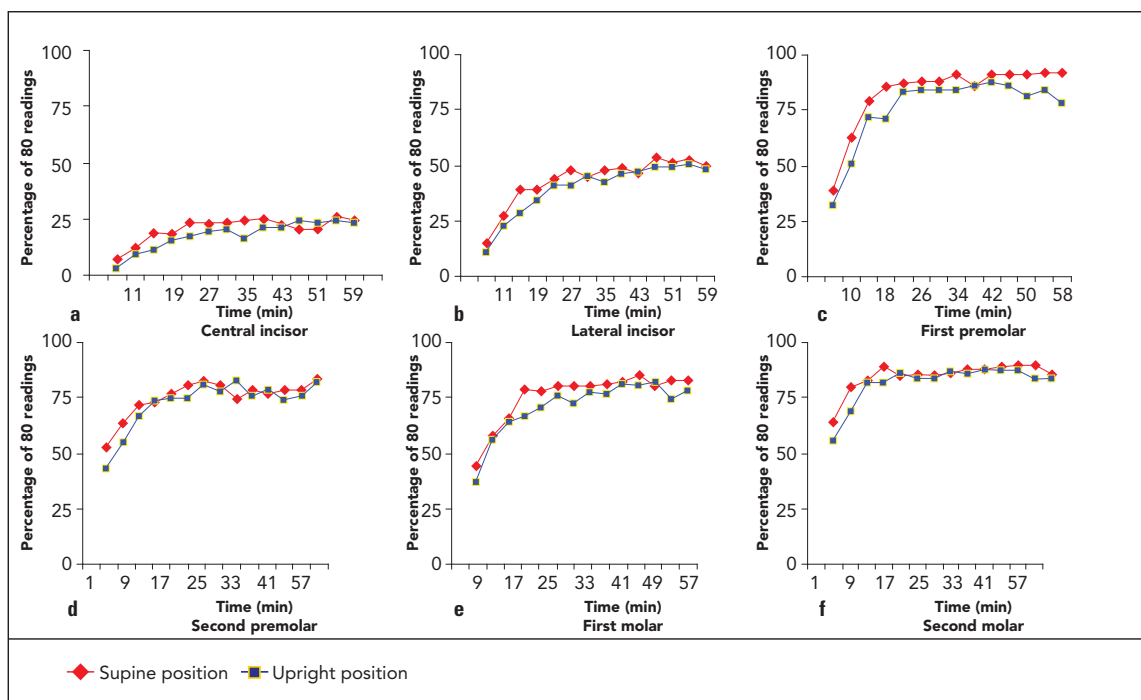 100
75
50
25
0
Percentage of 80 readings
11 19 27 35 43 51 59
a
Time (min)
Central incisor
100
75
50
25
0
Percentage of 80 readings
11 19 27 35 43 51 59
b
Time (min)
Lateral incisor
100
75
50
25
0
Percentage of 80 readings
10 18 26 34 42 50 58
c
Time (min)
First premolar
100
75
50
25
0
Percentage of 80 readings
1 9 17 25 33 41 57
d
Time (min)
Second premolar
100
75
50
25
0
Percentage of 80 readings
9 17 25 33 41 49 57
e
Time (min)
First molar
100
75
50
25
0
Percentage of 80 readings
1 9 17 25 33 41 57
f
Time (min)
Second molar
Supine position
Upright position